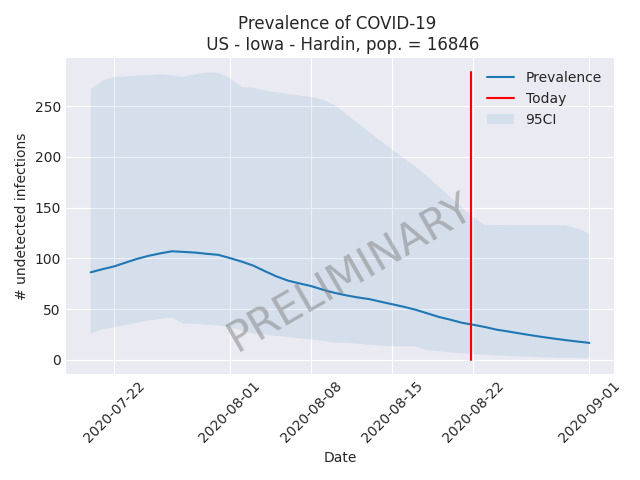 Prevalence of COVID-19
US - Iowa - Hardin, pop. = 16846
Prevalence
Today
95CI
# undetected infections
250
200
150
100
50
0
PRELIMINARY
2020-07-22
2020-08-01
2020-08-08
2020-08-15
2020-08-22
2020-09-01
Date